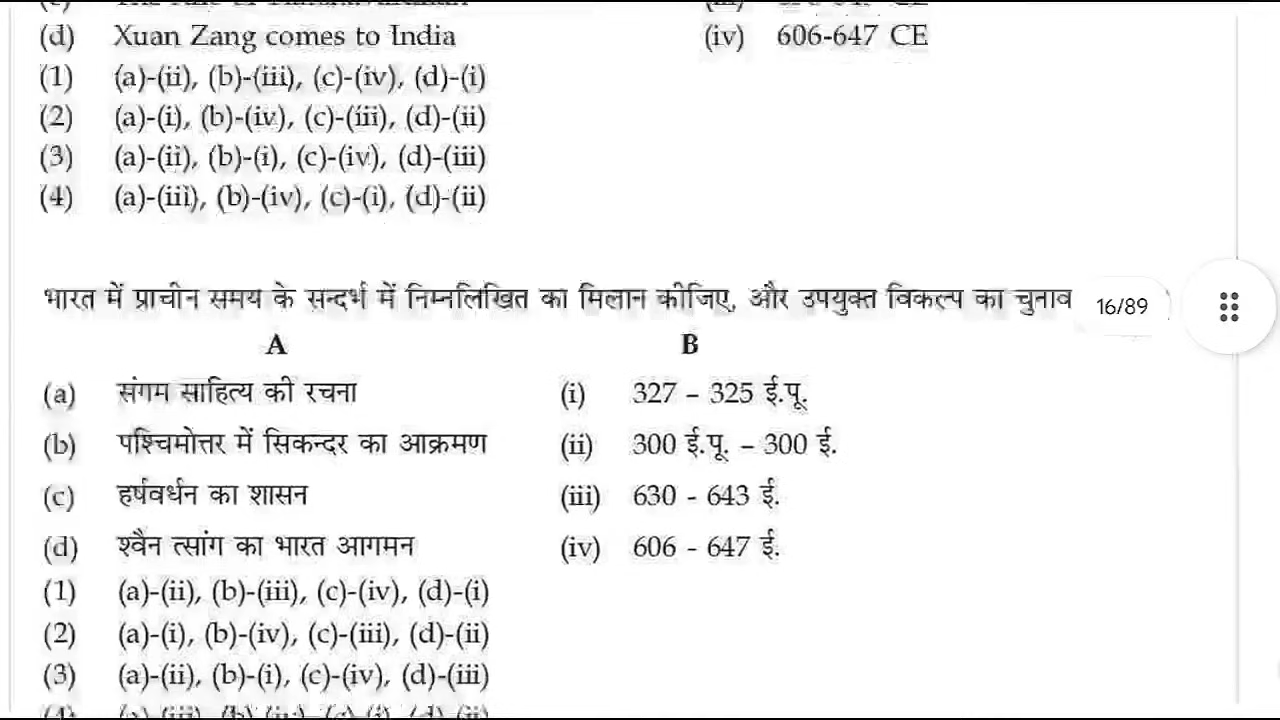 (d) Xuan Zang comes to India (iv) 606-647 CE
(1) (a)-(ii), (b)-(iii), (c)-(iv), (d)-(i)
(2) (a)-(i), (b)-(iv), (c)-(iii), (d)-(ii)
(3) (a)-(ii), (b)-(i), (c)-(iv), (d)-(iii)
(4) (a)-(iii), (b)-(iv), (c)-(i), (d)-(ii)
भारत में प्राचीन समय के सन्दर्भ में निम्नलिखित का मिलान कीजिए, और उपयुक्त विकल्प का चुनाव
16/89
A B
(a) संगम साहित्य की रचना (i) 327 – 325 ई.पू.
(b) पश्चिमोत्तर में सिकन्दर का आक्रमण (ii) 300 ई.पू. – 300 ई.
(c) हर्षवर्धन का शासन (iii) 630 - 643 ई.
(d) श्वैन त्सांग का भारत आगमन (iv) 606 - 647 ई.
(1) (a)-(ii), (b)-(iii), (c)-(iv), (d)-(i)
(2) (a)-(i), (b)-(iv), (c)-(iii), (d)-(ii)
(3) (a)-(ii), (b)-(i), (c)-(iv), (d)-(iii)